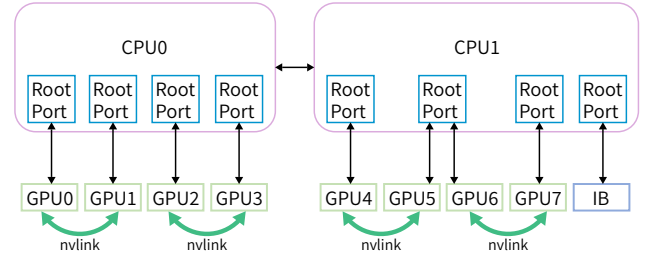 CPU0
CPU1
Root
Port
Root
Port
Root
Port
Root
Port
Root
Port
Root
Port
Root
Port
Root
Port
GPU0
GPU1
GPU2
GPU3
GPU4
GPU5
GPU6
GPU7
IB
nvlink
nvlink
nvlink
nvlink